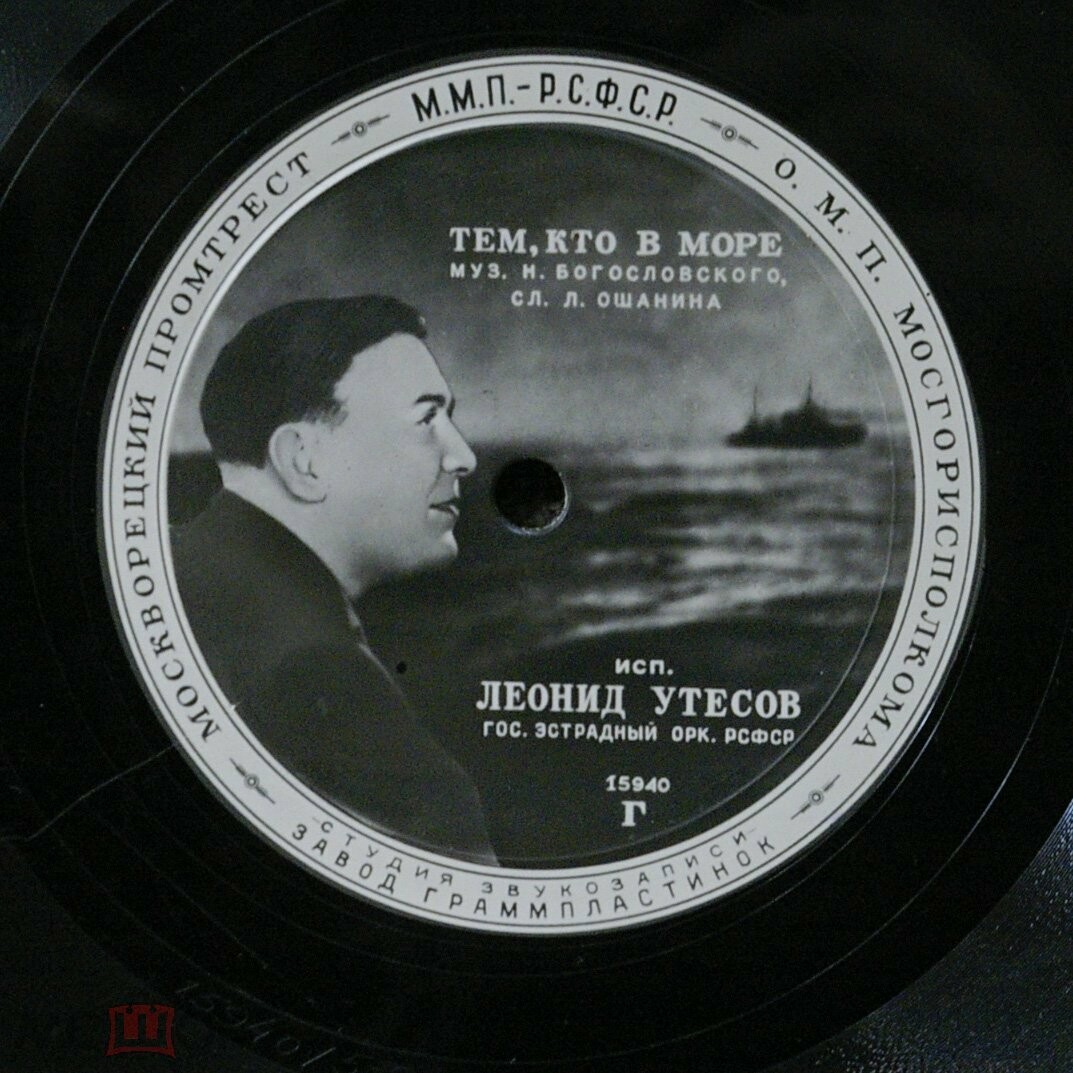 М.М.П.-Р.С.Ф.С.Р.
О. М. П. МОСГОРИСПОЛКОМА
МОСКВОРЕЦКИЙ ПРОМТРЕСТ
ТЕМ, КТО В МОРЕ
МУЗ. Н. БОГОСЛОВСКОГО,
СЛ. Л. ОШАНИНА
ИСП.
ЛЕОНИД УТЕСОВ
ГОС. ЭСТРАДНЫЙ ОРК. РСФСР
15940
Г
-СТУДИЯ ЗВУКОЗАПИСИ-
ЗАВОД ГРАММПЛАСТИНОК
15940/